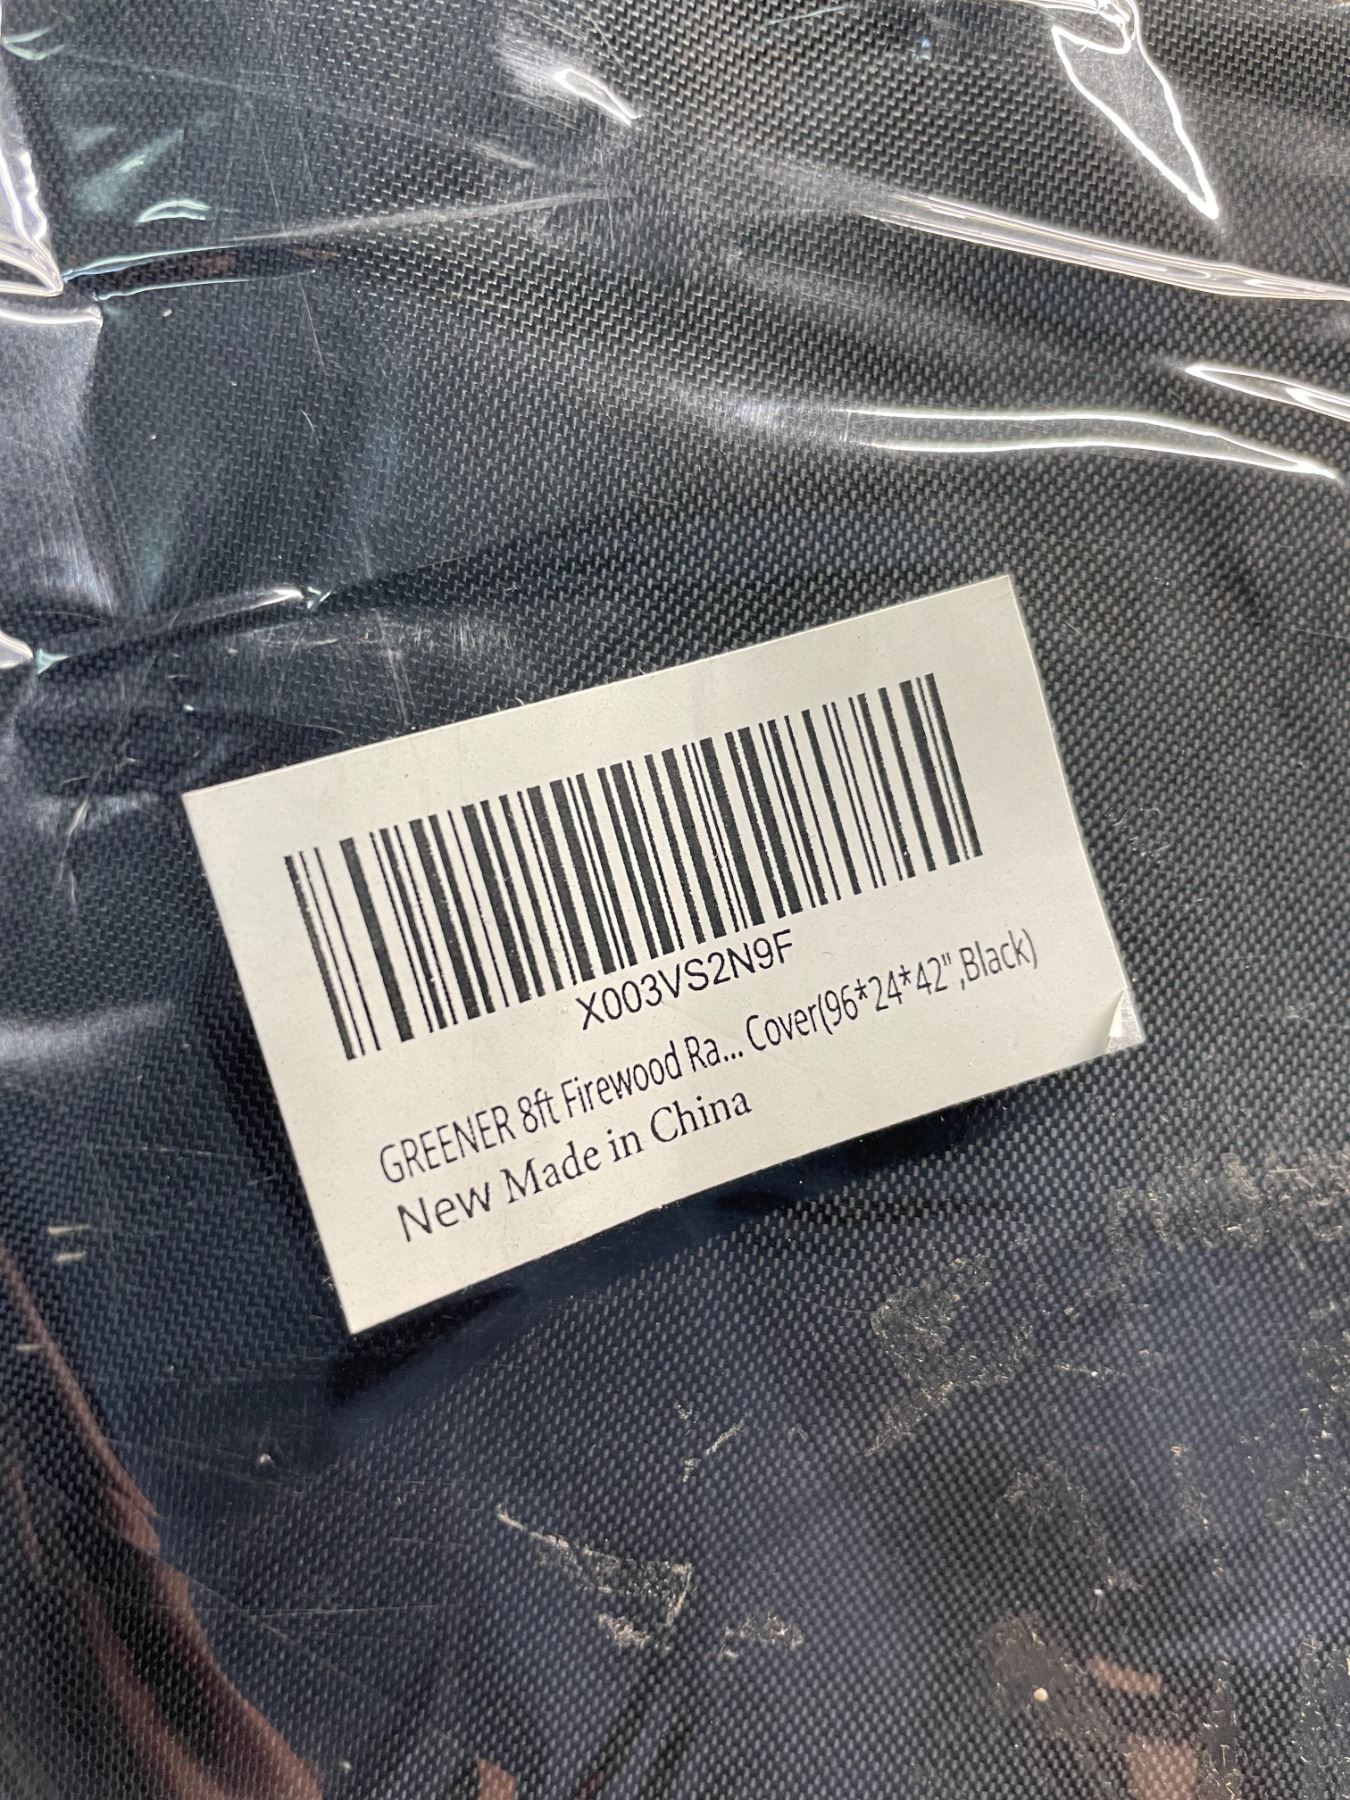 X003VS2N9F
GREENER 8ft Firewood Ra... Cover(96*24*42",Black)
New Made in China